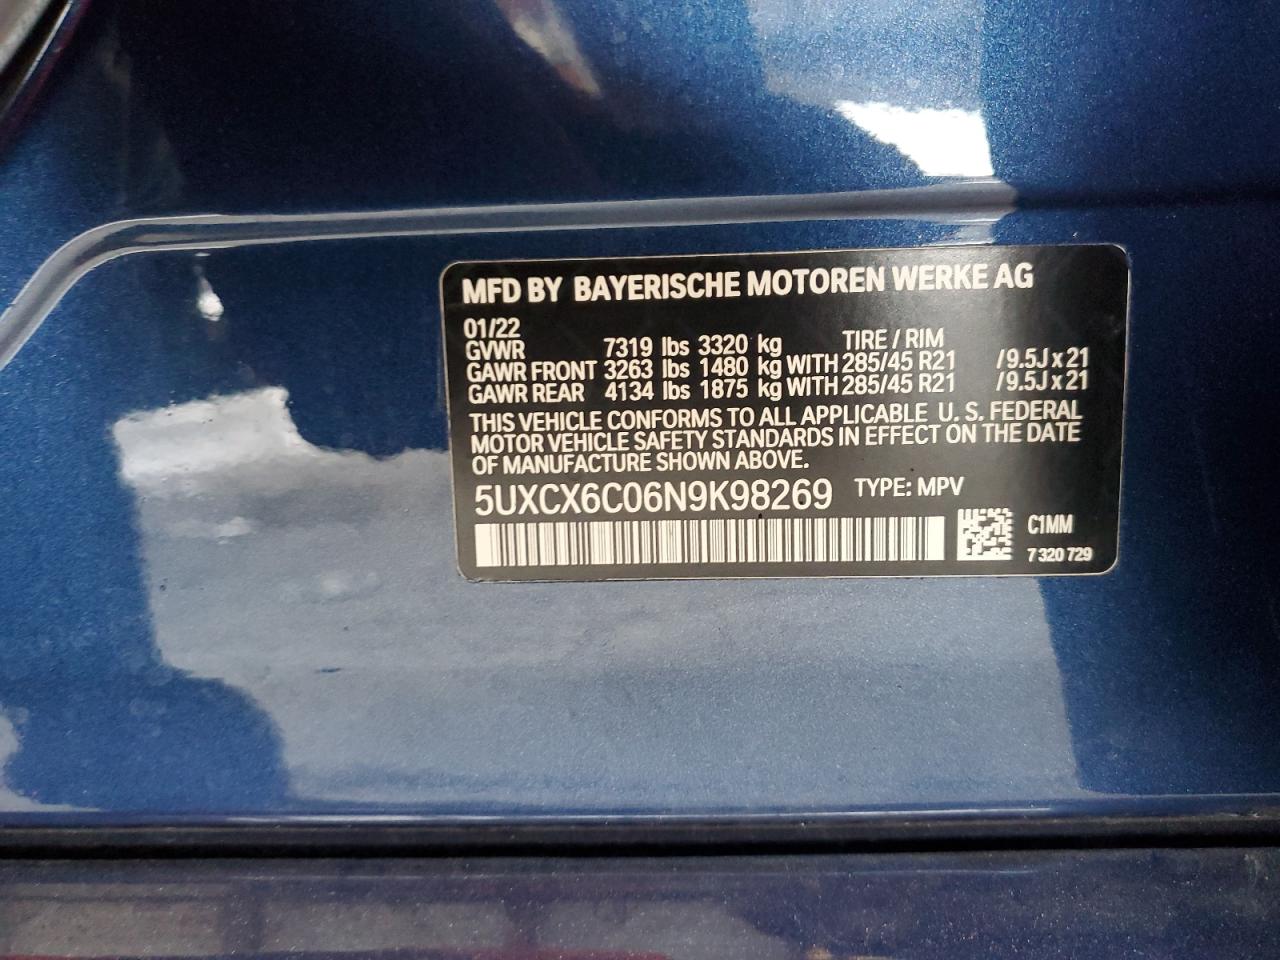 MFD BY BAYERISCHE MOTOREN WERKE AG
01/22
GVWR 7319 lbs 3320 kg TIRE / RIM
GAWR FRONT 3263 lbs 1480 kg WITH 285/45 R21 /9.5J x 21
GAWR REAR 4134 lbs 1875 kg WITH 285/45 R21 /9.5J x 21
THIS VEHICLE CONFORMS TO ALL APPLICABLE U. S. FEDERAL
MOTOR VEHICLE SAFETY STANDARDS IN EFFECT ON THE DATE
OF MANUFACTURE SHOWN ABOVE.
5UXCX6C06N9K98269 TYPE: MPV
C1MM
7 320 729